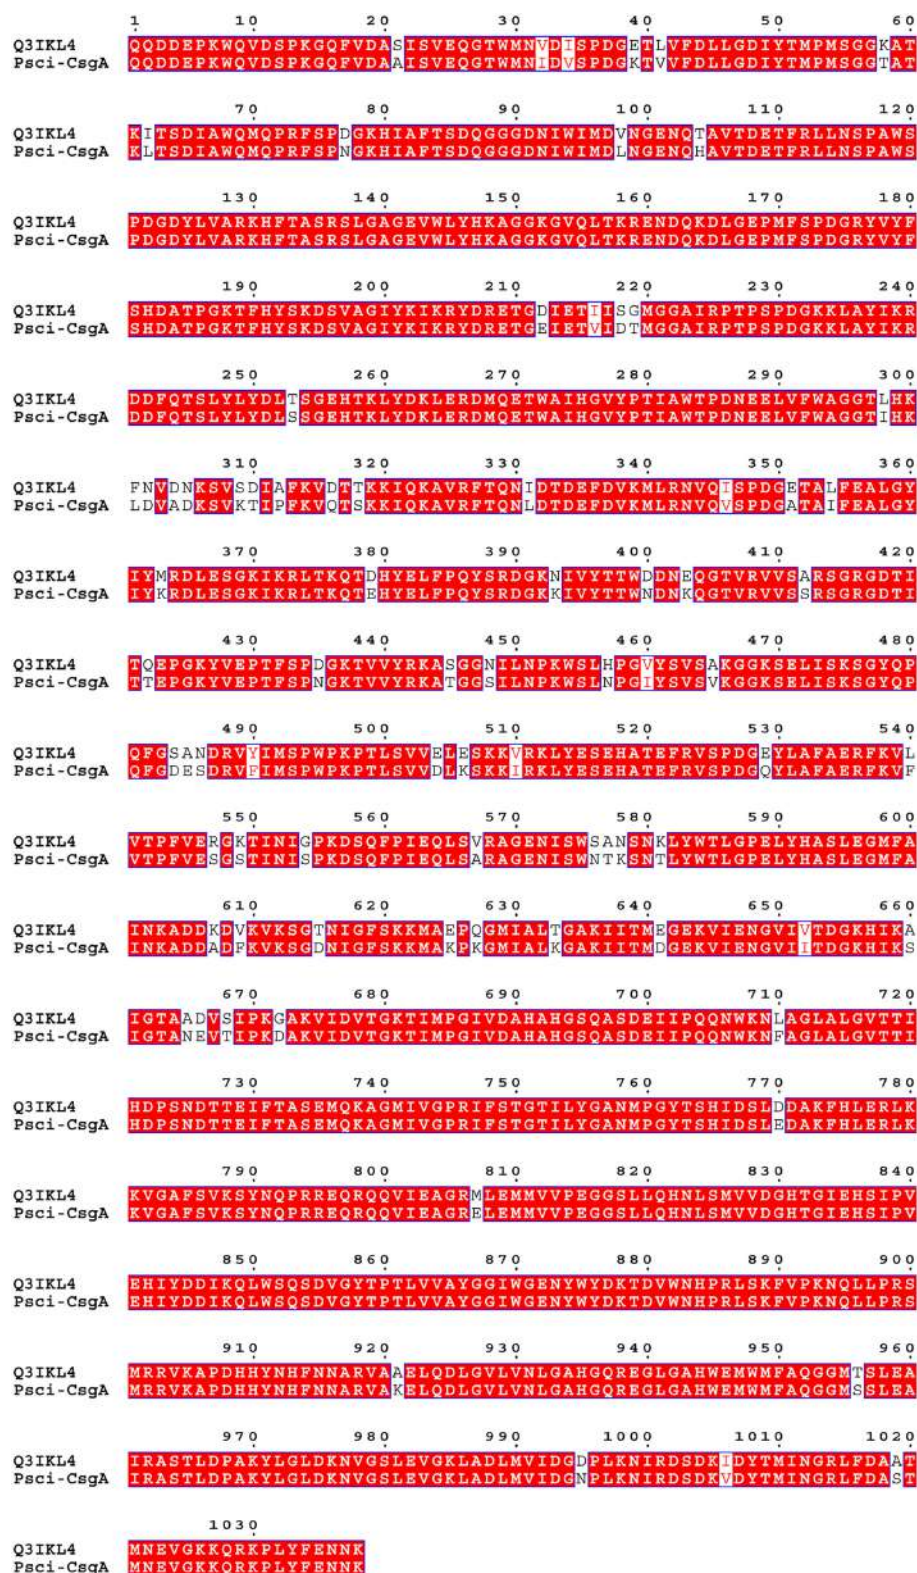 1 10 20 30 40 50 60
Q3IKL4 QQDDEPKWQVDSPKGQFVDASISVEQGTWMNVDISPDGETLVFDLLGDIYTMPMSGGKAT
Psci-CsgA QQDDEPKWQVDSPKGQFVDAAISVEQGTWMNIDVSPDGKTVVFDLLGDIYTMPMSGGTAT
70 80 90 100 110 120
Q3IKL4 KITSDIAWQMQPRFSPDGKHIAFTSDQGGGDNIWIMDVNGENQTAVTDETFRLLNSPAWS
Psci-CsgA KLTSDIAWQMQPRFSPNGKHIAFTSDQGGGDNIWIMDLNGENQHAVTDETFRLLNSPAWS
130 140 150 160 170 180
Q3IKL4 PDGDYLVARKHFTASRSLGAGEVWLYHKAGGKGVQLTKRENDQKDLGEPMFSPDGRYVYF
Psci-CsgA PDGDYLVARKHFTASRSLGAGEVWLYHKAGGKGVQLTKRENDQKDLGEPMFSPDGRYVYF
190 200 210 220 230 240
Q3IKL4 SHDATPGKTFHYSKDSVAGIYKIKRYDRETGDIETIISGMGGAIRPTPSPDGKKLAYIKR
Psci-CsgA SHDATPGKTFHYSKDSVAGIYKIKRYDRETGEIETVIDTMGGAIRPTPSPDGKKLAYIKR
250 260 270 280 290 300
Q3IKL4 DDFQTSLYLYDLTSGEHTKLYDKLERDMQETWAIHGVYPTIAWTPDNEELVFWAGGTLHK
Psci-CsgA DDFQTSLYLYDLSSGEHTKLYDKLERDMQETWAIHGVYPTIAWTPDNEELVFWAGGTIHK
310 320 330 340 350 360
Q3IKL4 FNVDNKSVSDIAFKVDTTKKIQKAVRFTQNIDTDEFDVKMLRNVQISPDGETALFEALGY
Psci-CsgA LDVADKSVKTIPFKVQTSKKIQKAVRFTQNLDTDEFDVKMLRNVQVSPDGATAIFEALGY
370 380 390 400 410 420
Q3IKL4 IYMRDLESGKIKRLTKQTDHYELFPQYSRDGKNIVYTTWDDNEQGTVRVVSARSGRGDTI
Psci-CsgA IYKRDLESGKIKRLTKQTEHYELFPQYSRDGKKIVYTTWNDNKQGTVRVVSSRSGRGDTI
430 440 450 460 470 480
Q3IKL4 TQEPGKYVEPTFSPDGKTVVYRKASGGNILNPKWSLHPGVYSVSAKGGKSELISKSGYQP
Psci-CsgA TTEPGKYVEPTFSPNGKTVVYRKATGGSILNPKWSLNPGIYSVSVKGGKSELISKSGYQP
490 500 510 520 530 540
Q3IKL4 QFGSANDRVYIMSPWPKPTLSVVELESKKVRKLYESEHATEFRVSPDGEYLAFAERFKVL
Psci-CsgA QFGDESDRVFIMSPWPKPTLSVVDLKSKKIRKLYESEHATEFRVSPDGQYLAFAERFKVF
550 560 570 580 590 600
Q3IKL4 VTPFVERGKTINIGPKDSQFPIEQLSVRAGENISWSANSNKLYWTLGPELYHASLEGMFA
Psci-CsgA VTPFVESGSTINISPKDSQFPIEQLSARAGENISWNTKSNTLYWTLGPELYHASLEGMFA
610 620 630 640 650 660
Q3IKL4 INKADDKDVKVKSGTNIGFSKKMAEPQGMIALTGAKIITMEGEKVIENGVIVTDGKHIKA
Psci-CsgA INKADDADFKVKSGDNIGFSKKMAKPKGMIALKGAKIITMDGEKVIENGVIITDGKHIKS
670 680 690 700 710 720
Q3IKL4 IGTAADVSIPKGAKVIDVTGKTIMPGIVDAHAHGSQASDEIIPQQNWKNLAGLALGVTTI
Psci-CsgA IGTANEVTIPKDAKVIDVTGKTIMPGIVDAHAHGSQASDEIIPQQNWKNFAGLALGVTTI
730 740 750 760 770 780
Q3IKL4 HDPSNDTTEIFTASEMQKAGMIVGPRIFSTGTILYGANMPGYTSHIDSLDDAKFHLERLK
Psci-CsgA HDPSNDTTEIFTASEMQKAGMIVGPRIFSTGTILYGANMPGYTSHIDSLEDAKFHLERLK
790 800 810 820 830 840
Q3IKL4 KVGAFSVKSYNQPRREQRQQVIEAGRMLEMMVVPEGGSLLQHNLSMVVDGHTGIEHSIPV
Psci-CsgA KVGAFSVKSYNQPRREQRQQVIEAGRELEMMVVPEGGSLLQHNLSMVVDGHTGIEHSIPV
850 860 870 880 890 900
Q3IKL4 EHIYDDIKQLWSQSDVGYTPTLVVAYGGIWGENYWYDKTDVWNHPRLSKFVPKNQLLPRS
Psci-CsgA EHIYDDIKQLWSQSDVGYTPTLVVAYGGIWGENYWYDKTDVWNHPRLSKFVPKNQLLPRS
910 920 930 940 950 960
Q3IKL4 MRRVKAPDHHYNHFNNARVAAELQDLGVLVNLGAHGQREGLGAHWEMWMFAQGGMTSLEA
Psci-CsgA MRRVKAPDHHYNHFNNARVAKELQDLGVLVNLGAHGQREGLGAHWEMWMFAQGGMSSLEA
970 980 990 1000 1010 1020
Q3IKL4 IRASTLDPAKYLGLDKNVGSLEVGKLADLMVIDGDPLKNIRDSDKIDYTMINGRLFDAAT
Psci-CsgA IRASTLDPAKYLGLDKNVGSLEVGKLADLMVIDGNPLKNIRDSDKVDYTMINGRLFDAST
1030
Q3IKL4 MNEVGKKQRKPLYFENNK
Psci-CsgA MNEVGKKQRKPLYFENNK